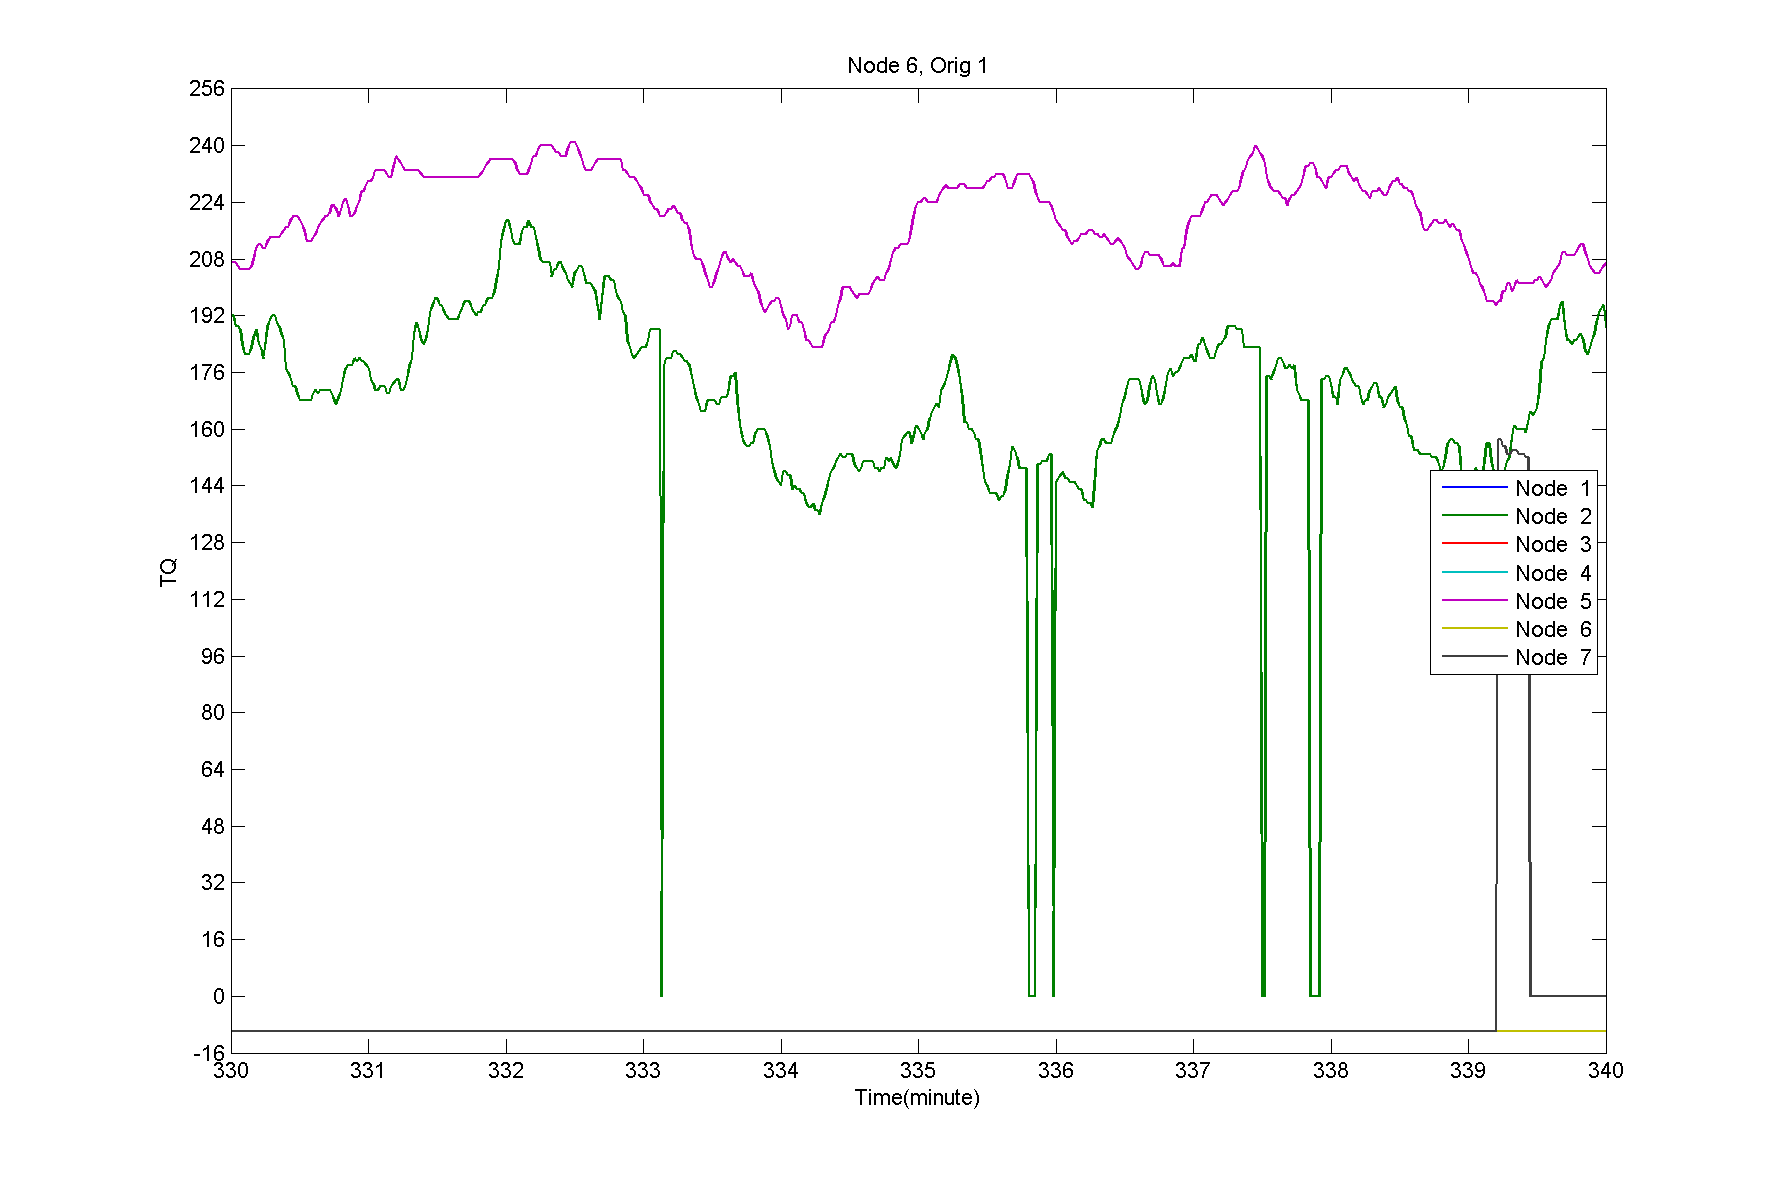 Node 6, Orig 1
256
240
224
208
192
176
160
144
128
112
96
80
64
48
32
16
0
-16
TQ
330 331 332 333 334 335 336 337 338 339 340
Time(minute)
Node 1
Node 2
Node 3
Node 4
Node 5
Node 6
Node 7